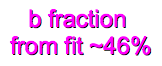 b fraction
from fit ~46%